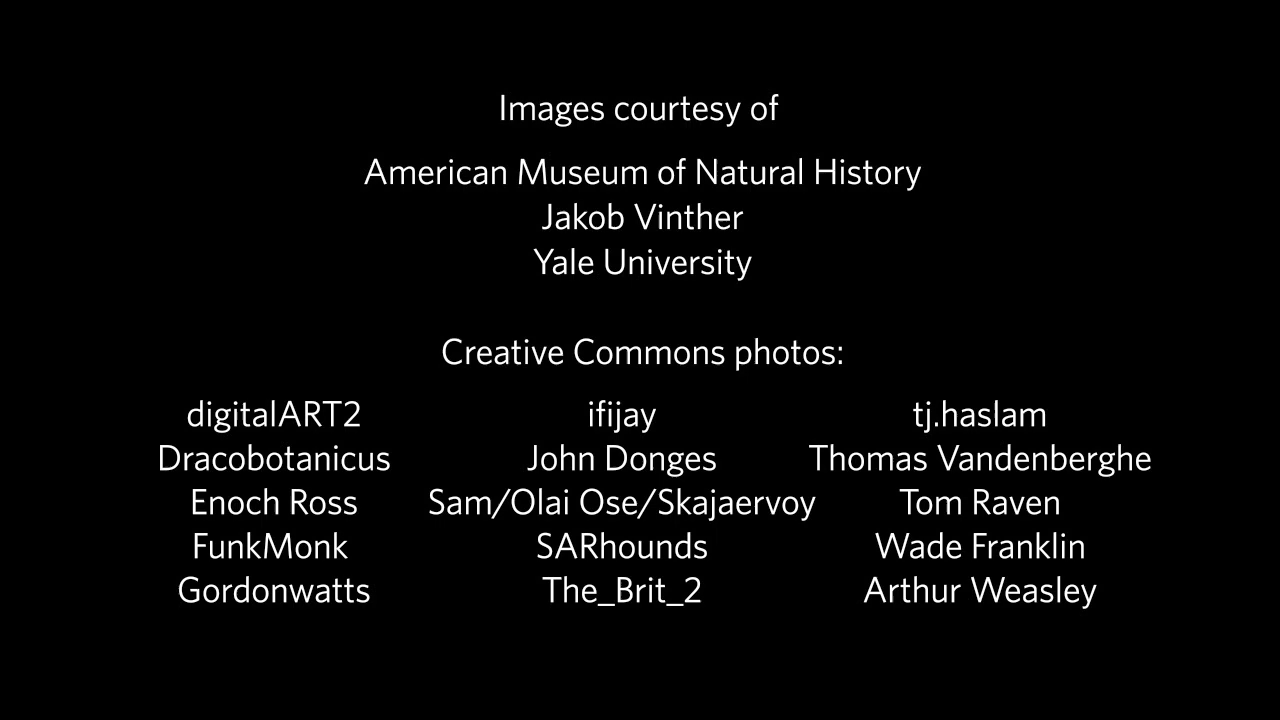 Images courtesy of
American Museum of Natural History
Jakob Vinther
Yale University
Creative Commons photos:
digitalART2
Dracobotanicus
Enoch Ross
FunkMonk
Gordonwatts
ifijay
John Donges
Sam/Olai Ose/Skajaervoy
SARhounds
The_Brit_2
tj.haslam
Thomas Vandenberghe
Tom Raven
Wade Franklin
Arthur Weasley